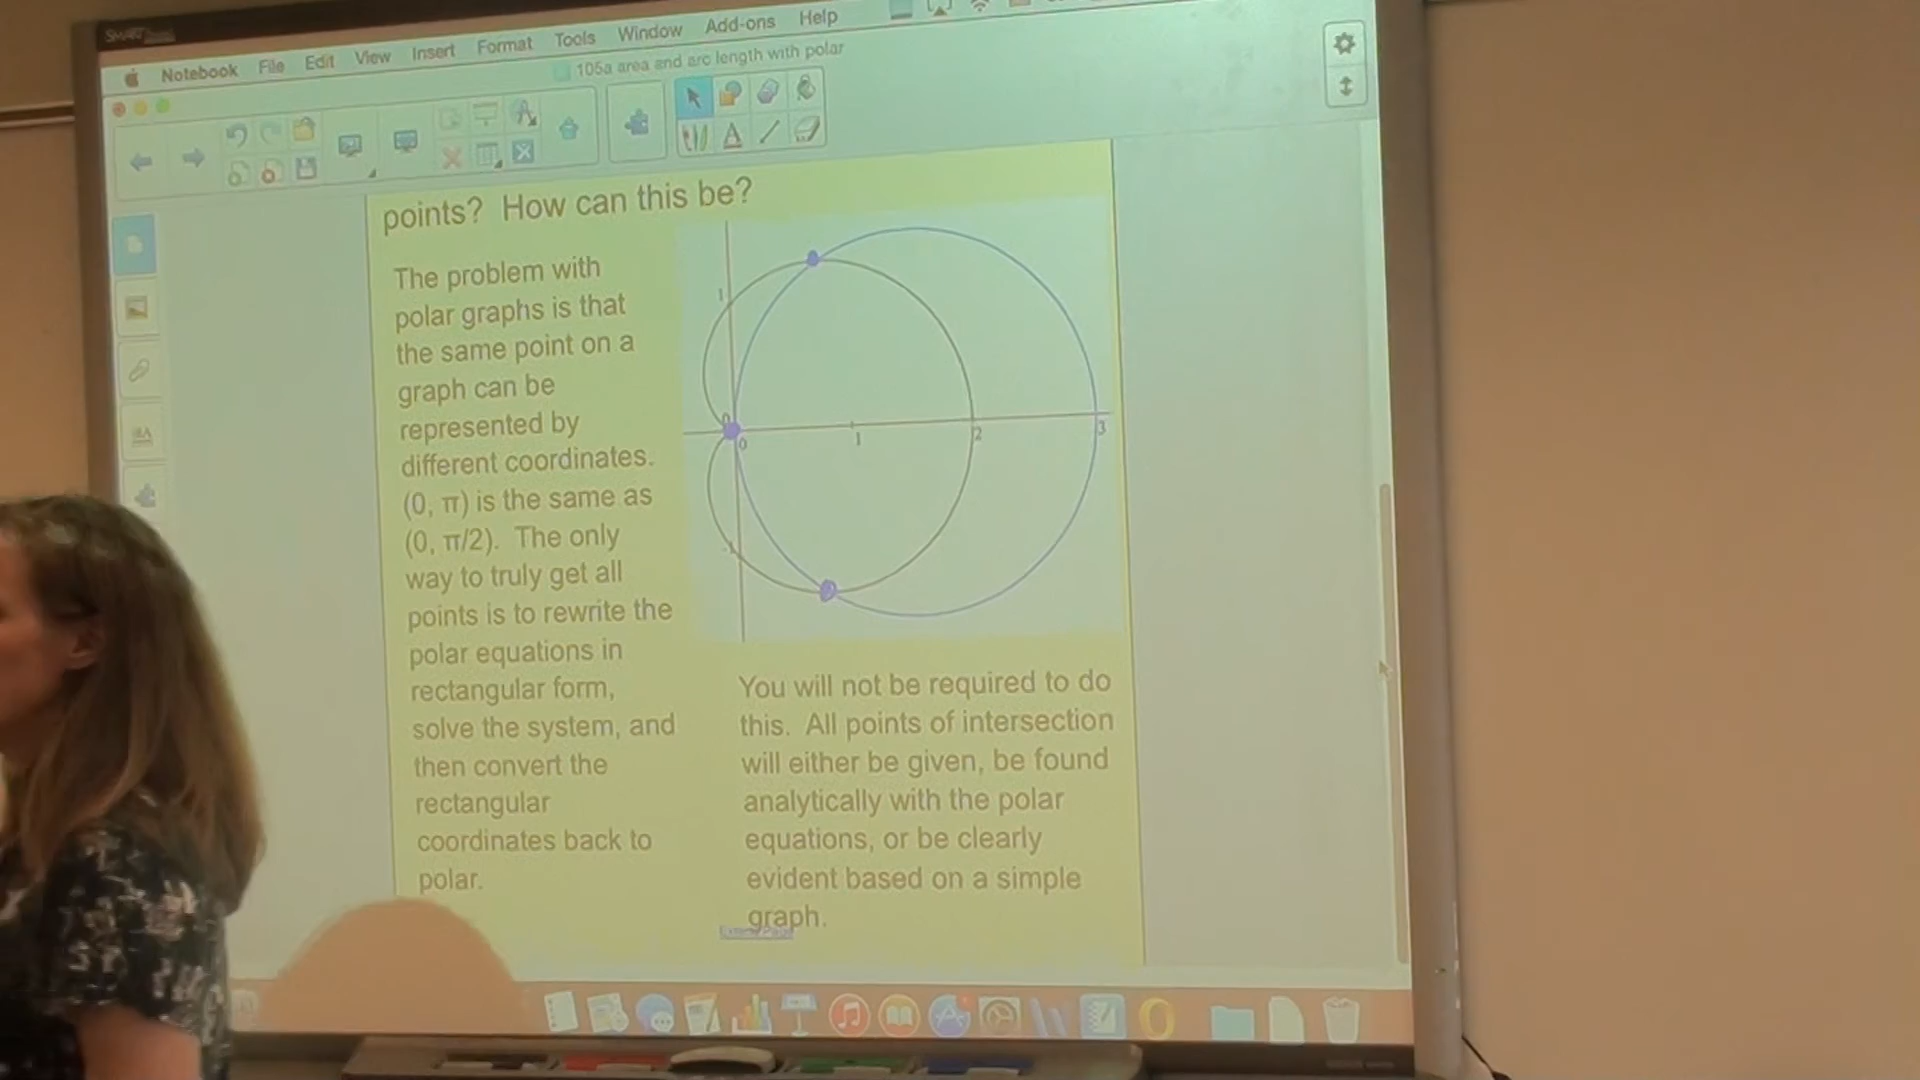 SMART
Notebook File Edit View Insert Format Tools Window Add-ons Help
105a area and arc length with polar
points? How can this be?
The problem with
polar graphs is that
the same point on a
graph can be
represented by
different coordinates.
(0, π) is the same as
(0, π/2). The only
way to truly get all
points is to rewrite the
polar equations in
rectangular form,
solve the system, and
then convert the
rectangular
coordinates back to
polar.
1
0
0
1
2
3
-1
You will not be required to do
this. All points of intersection
will either be given, be found
analytically with the polar
equations, or be clearly
evident based on a simple
graph.
Extend Page